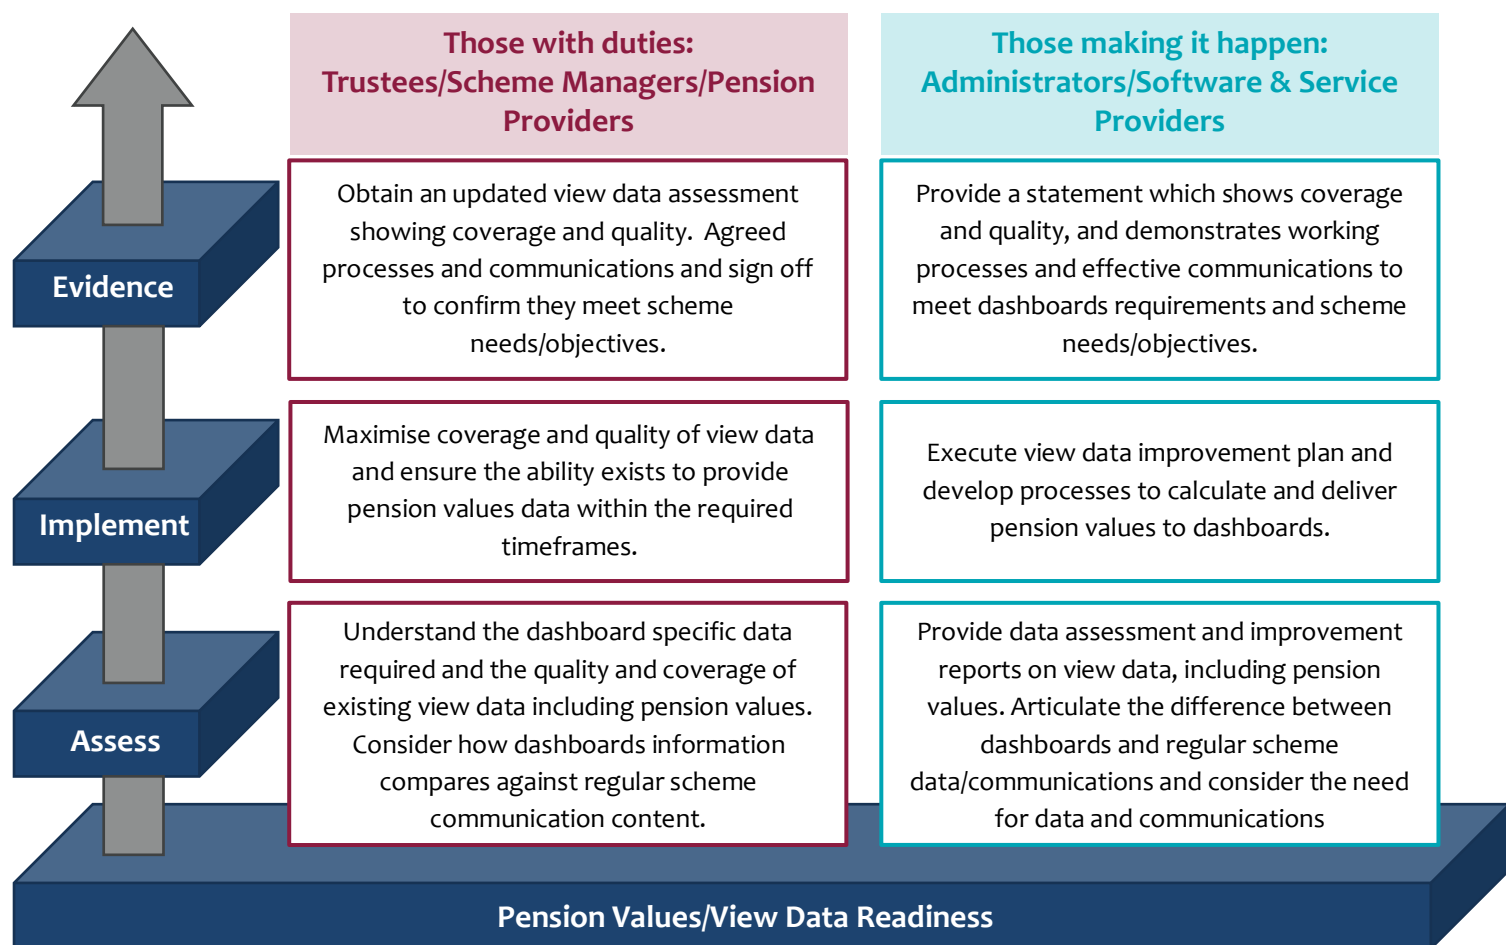 Those with duties:
Trustees/Scheme Managers/Pension
Providers
Those making it happen:
Administrators/Software & Service
Providers
Evidence
Obtain an updated view data assessment
showing coverage and quality.  Agreed
processes and communications and sign off
to confirm they meet scheme
needs/objectives.
Provide a statement which shows coverage
and quality, and demonstrates working
processes and effective communications to
meet dashboards requirements and scheme
needs/objectives.
Implement
Maximise coverage and quality of view data
and ensure the ability exists to provide
pension values data within the required
timeframes.
Execute view data improvement plan and
develop processes to calculate and deliver
pension values to dashboards.
Assess
Understand the dashboard specific data
required and the quality and coverage of
existing view data including pension values.
Consider how dashboards information
compares against regular scheme
communication content.
Provide data assessment and improvement
reports on view data, including pension
values. Articulate the difference between
dashboards and regular scheme
data/communications and consider the need
for data and communications
Pension Values/View Data Readiness